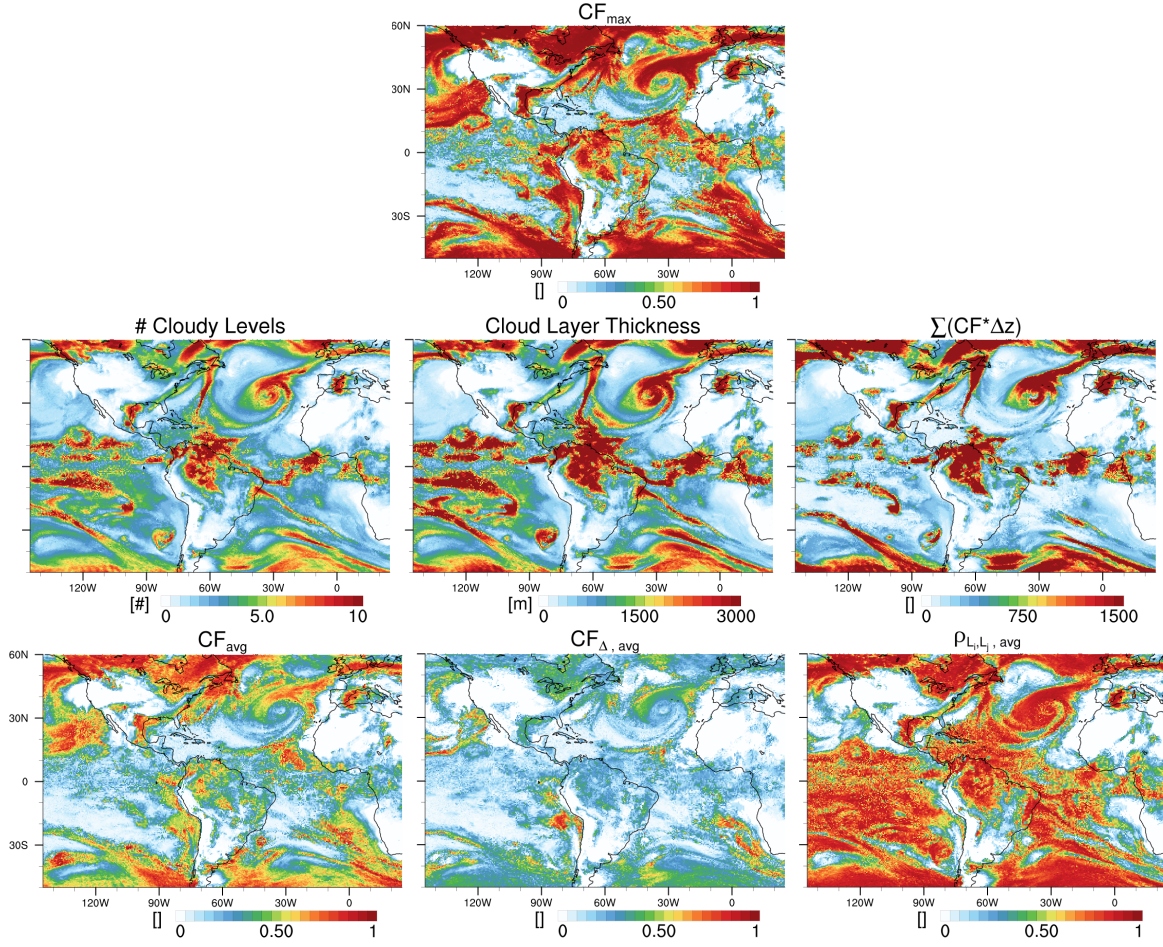 CF_max
60N
30N
0
30S
120W 90W 60W 30W 0
[] 0 0.50 1
# Cloudy Levels Cloud Layer Thickness ∑(CF*Δz)
120W 90W 60W 30W 0 120W 90W 60W 30W 0 120W 90W 60W 30W 0
[#] 0 5.0 10 [m] 0 1500 3000 [] 0 750 1500
CF_avg CF_Δ , avg ρ_Li,Lj , avg
60N
30N
0
30S
120W 90W 60W 30W 0 120W 90W 60W 30W 0 120W 90W 60W 30W 0
[] 0 0.50 1 [] 0 0.50 1 [] 0 0.50 1